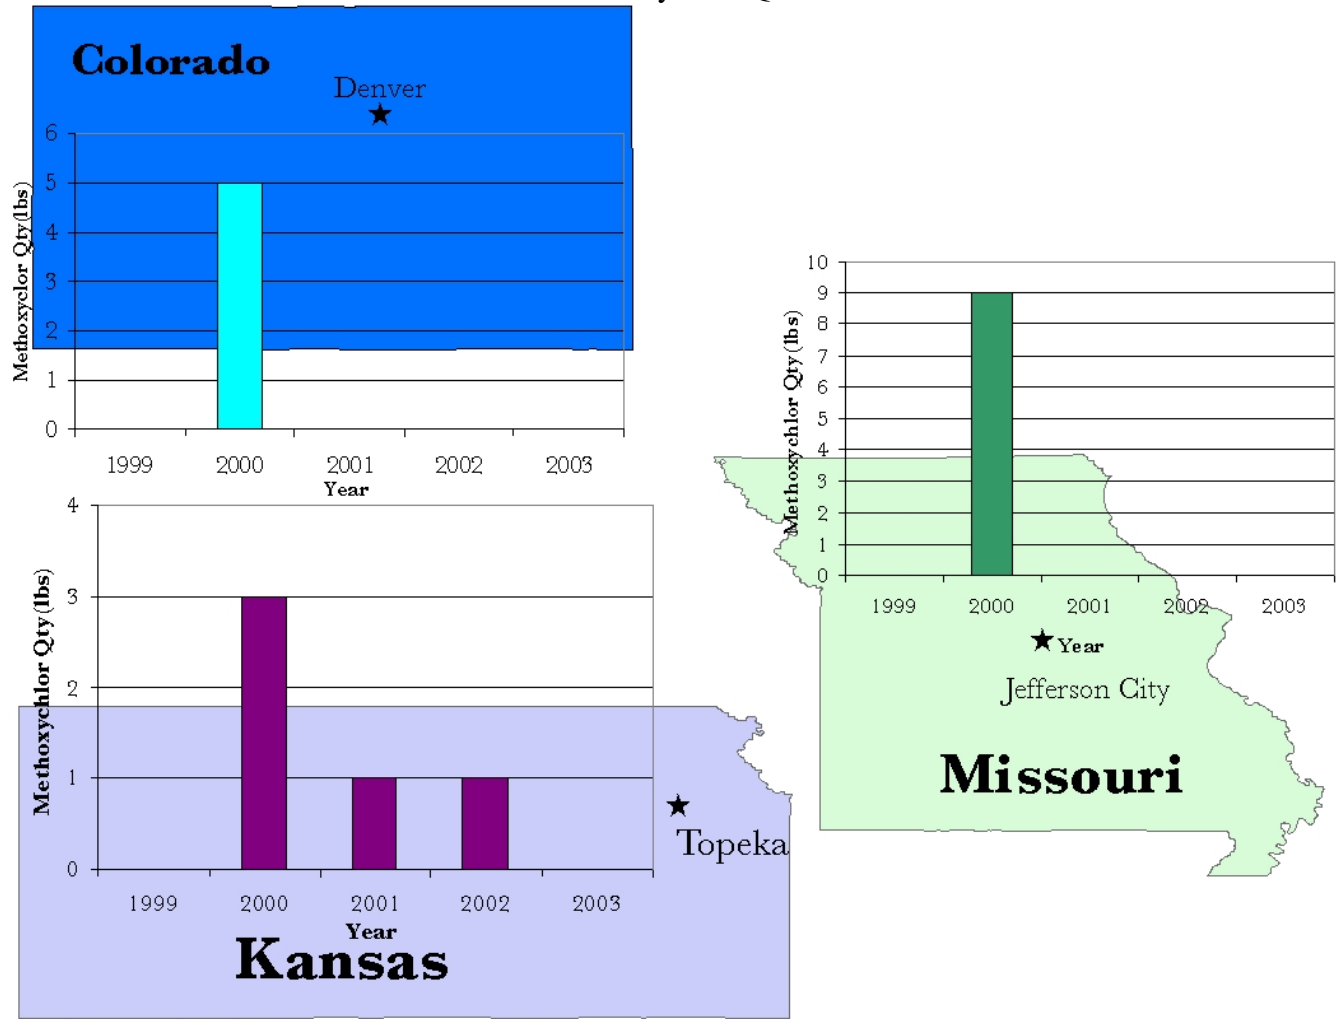 Colorado
Denver
6
5
4
3
2
1
0
Methoxyclor Qty(lbs)
1999 2000 2001 2002 2003
Year
10
9
8
7
6
5
4
3
2
1
0
Methoxychlor Qty(lbs)
1999 2000 2001 2002 2003
Year
Jefferson City
Missouri
4
3
2
1
0
Methoxychlor Qty(lbs)
1999 2000 2001 2002 2003
Year
Topeka
Kansas